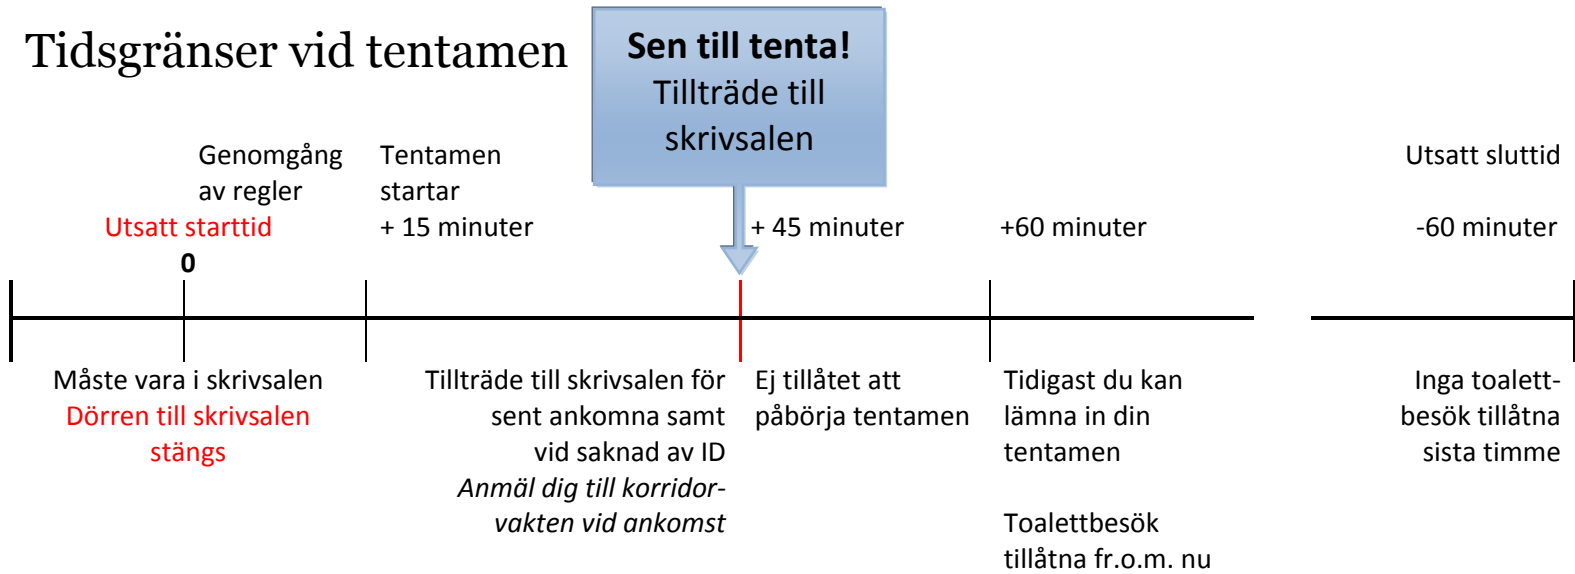 Tidsgränser vid tentamen
Sen till tenta!
Tillträde till
skrivsalen
Genomgång
av regler
Utsatt starttid
0
Tentamen
startar
+ 15 minuter
+ 45 minuter
+60 minuter
Utsatt sluttid
-60 minuter
Måste vara i skrivsalen
Dörren till skrivsalen
stängs
Tillträde till skrivsalen för
sent ankomna samt
vid saknad av ID
Anmäl dig till korridor-
vakten vid ankomst
Ej tillåtet att
påbörja tentamen
Tidigast du kan
lämna in din
tentamen
Toalettbesök
tillåtna fr.o.m. nu
Inga toalett-
besök tillåtna
sista timme